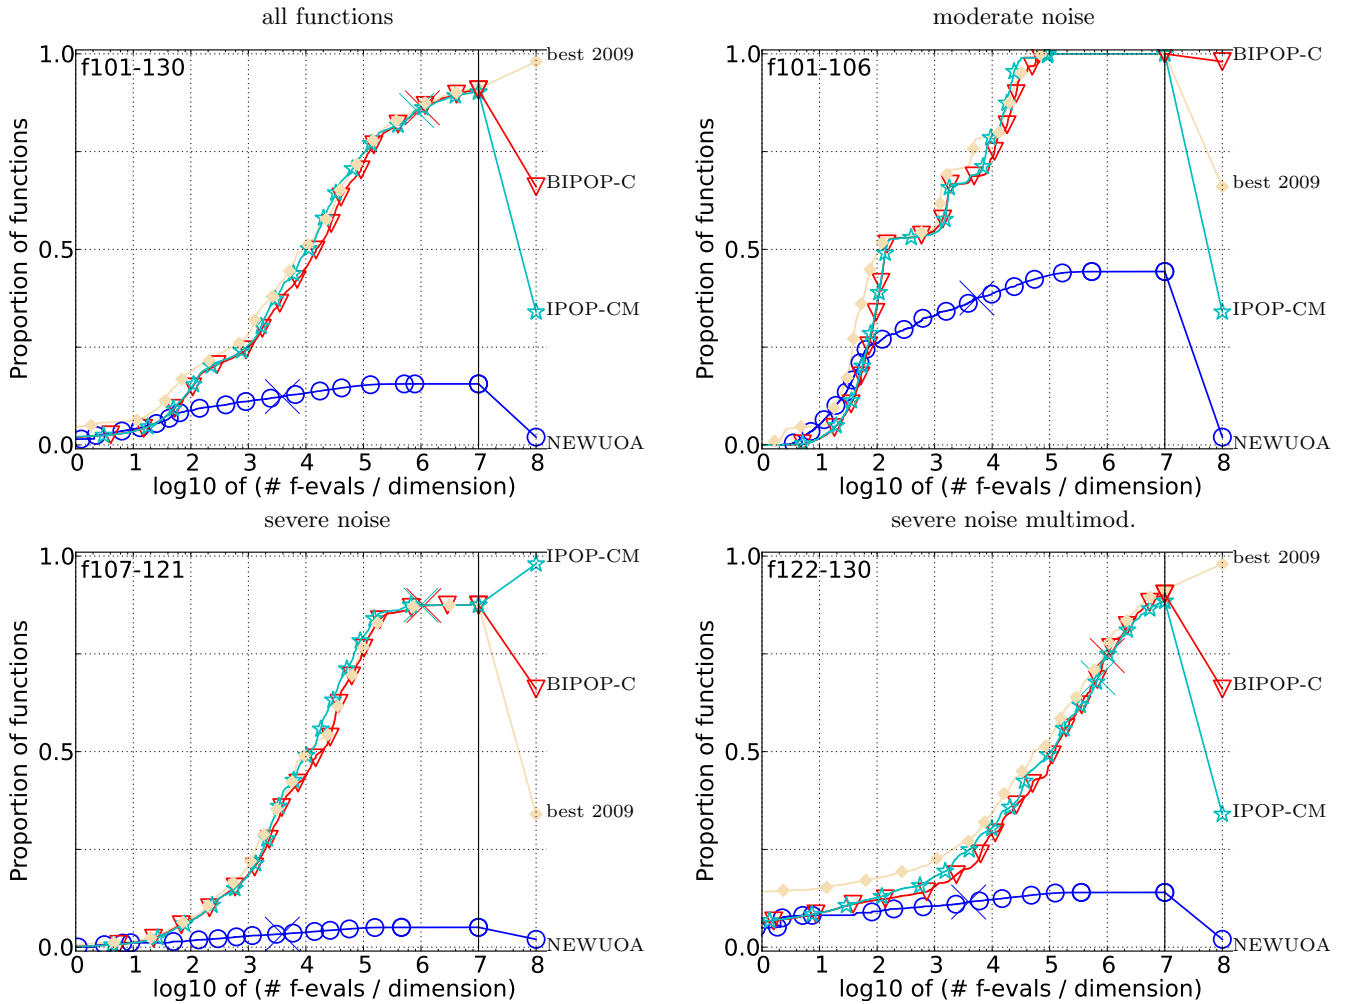 all functions
f101-130
1.0
0.5
0.0
Proportion of functions
0 1 2 3 4 5 6 7 8
log10 of (# f-evals / dimension)
best 2009
BIPOP-C
IPOP-CM
NEWUOA
moderate noise
f101-106
1.0
0.5
0.0
Proportion of functions
0 1 2 3 4 5 6 7 8
log10 of (# f-evals / dimension)
BIPOP-C
best 2009
IPOP-CM
NEWUOA
severe noise
f107-121
1.0
0.5
0.0
Proportion of functions
0 1 2 3 4 5 6 7 8
log10 of (# f-evals / dimension)
IPOP-CM
BIPOP-C
best 2009
NEWUOA
severe noise multimod.
f122-130
1.0
0.5
0.0
Proportion of functions
0 1 2 3 4 5 6 7 8
log10 of (# f-evals / dimension)
best 2009
BIPOP-C
IPOP-CM
NEWUOA